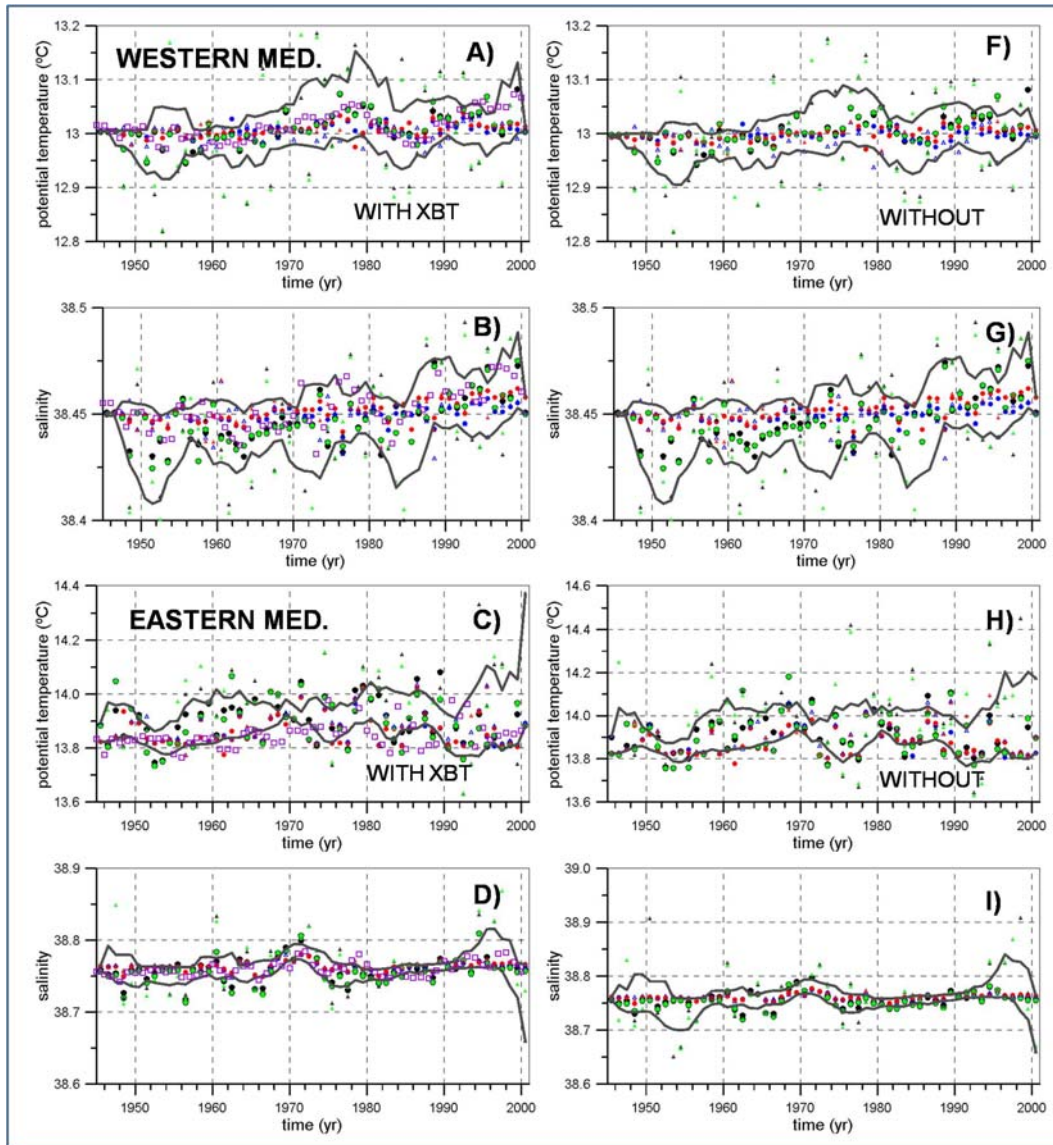 WESTERN MED.
A)
potential temperature (ºC)
13.2
13.1
13
12.9
12.8
WITH XBT
1950 1960 1970 1980 1990 2000
time (yr)
F)
potential temperature (ºC)
13.2
13.1
13
12.9
12.8
WITHOUT
1950 1960 1970 1980 1990 2000
time (yr)
B)
salinity
38.5
38.45
38.4
1950 1960 1970 1980 1990 2000
time (yr)
G)
salinity
38.5
38.45
38.4
1950 1960 1970 1980 1990 2000
time (yr)
EASTERN MED.
C)
potential temperature (ºC)
14.4
14.2
14.0
13.8
13.6
WITH XBT
1950 1960 1970 1980 1990 2000
time (yr)
H)
potential temperature (ºC)
14.6
14.4
14.2
14.0
13.8
13.6
WITHOUT
1950 1960 1970 1980 1990 2000
time (yr)
D)
salinity
38.9
38.8
38.7
38.6
1950 1960 1970 1980 1990 2000
time (yr)
I)
salinity
39.0
38.9
38.8
38.7
38.6
1950 1960 1970 1980 1990 2000
time (yr)